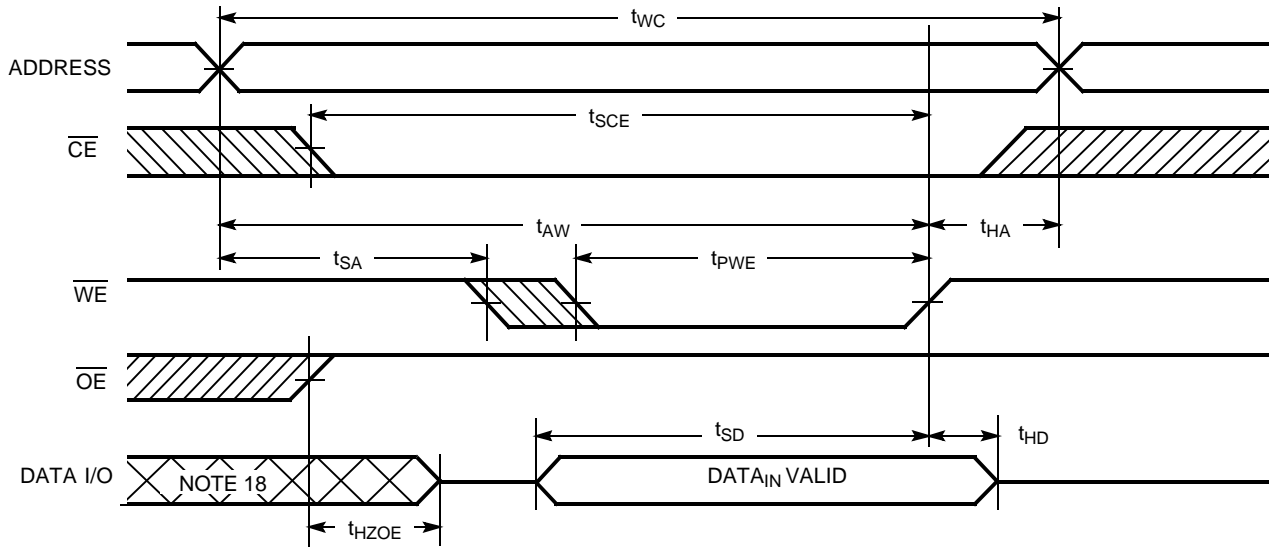 tWC
ADDRESS
tSCE
CE
tAW
tHA
tSA
tPWE
WE
OE
tSD
tHD
DATA I/O
NOTE 18
DATAIN VALID
tHZOE